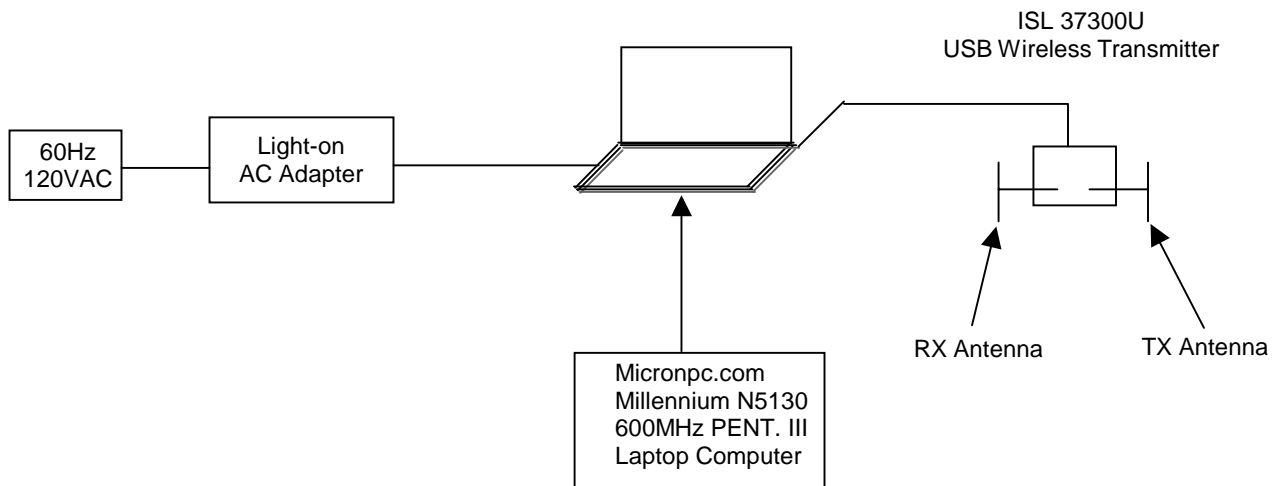 ISL 37300U
USB Wireless Transmitter
60Hz
120VAC
Light-on
AC Adapter
RX Antenna
TX Antenna
Micronpc.com
Millennium N5130
600MHz PENT. III
Laptop Computer